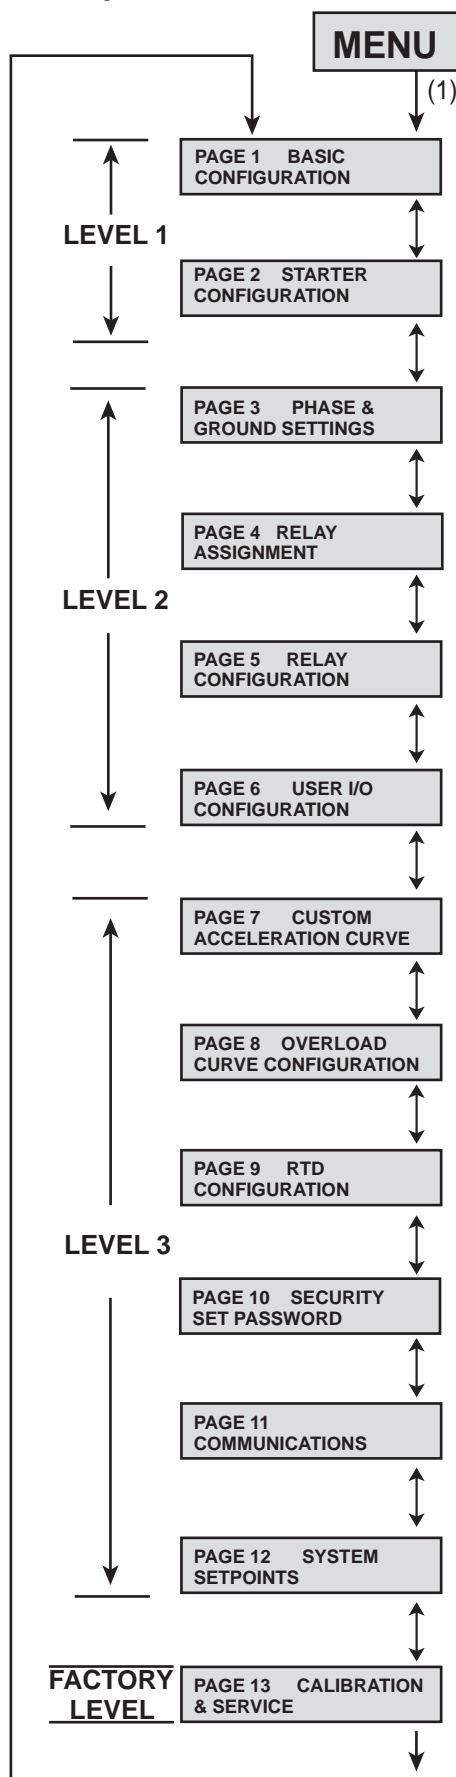 MENU
(1)
PAGE 1 BASIC
CONFIGURATION
LEVEL 1
PAGE 2 STARTER
CONFIGURATION
PAGE 3 PHASE &
GROUND SETTINGS
PAGE 4 RELAY
ASSIGNMENT
LEVEL 2
PAGE 5 RELAY
CONFIGURATION
PAGE 6 USER I/O
CONFIGURATION
PAGE 7 CUSTOM
ACCELERATION CURVE
PAGE 8 OVERLOAD
CURVE CONFIGURATION
PAGE 9 RTD
CONFIGURATION
LEVEL 3
PAGE 10 SECURITY
SET PASSWORD
PAGE 11
COMMUNICATIONS
PAGE 12 SYSTEM
SETPOINTS
FACTORY
LEVEL
PAGE 13 CALIBRATION
& SERVICE